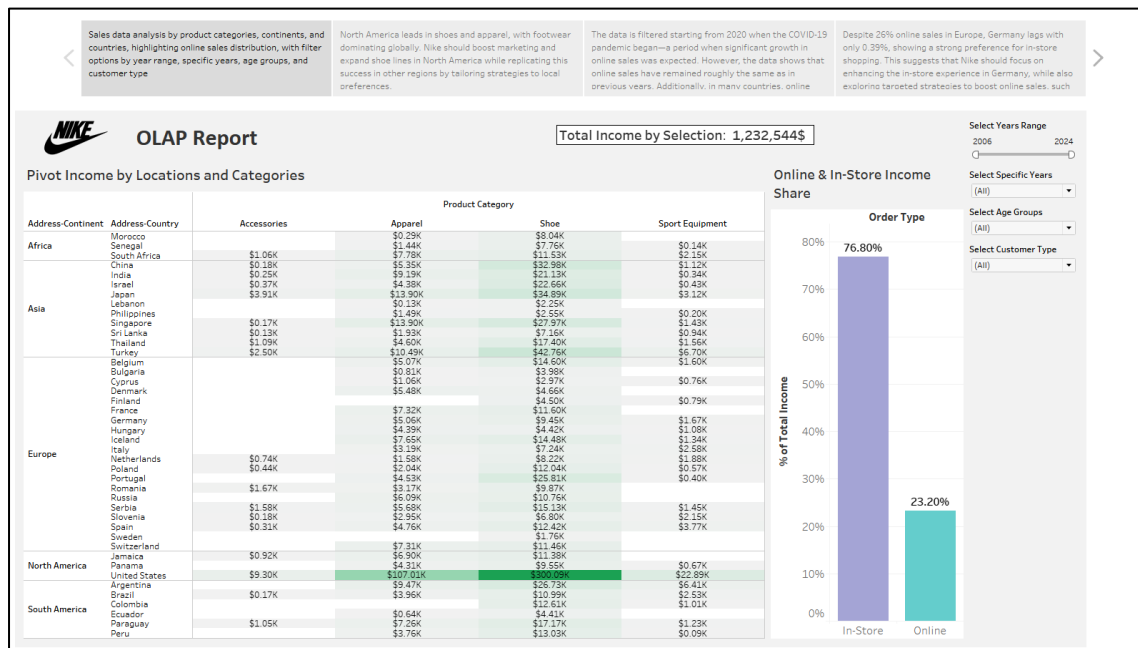 Sales data analysis by product categories, continents, and
countries, highlighting online sales distribution, with filter
options by year range, specific years, age groups, and
customer type
North America leads in shoes and apparel, with footwear
dominating globally. Nike should boost marketing and
expand shoe lines in North America while replicating this
success in other regions by tailoring strategies to local
preferences.
The data is filtered starting from 2020 when the COVID-19
pandemic began—a period when significant growth in
online sales was expected. However, the data shows that
online sales have remained roughly the same as in
previous years. Additionally, in many countries, online
Despite 26% online sales in Europe, Germany lags with
only 0.39%, showing a strong preference for in-store
shopping. This suggests that Nike should focus on
enhancing the in-store experience in Germany, while also
exploring targeted strategies to boost online sales, such
NIKE
OLAP Report
Total Income by Selection: 1,232,544$
Select Years Range
2006 2024
Select Specific Years
(All)
Select Age Groups
(All)
Select Customer Type
(All)
Pivot Income by Locations and Categories
Product Category
Address-Continent Address-Country Accessories Apparel Shoe Sport Equipment
Africa
Morocco $0.29K $8.04K
Senegal $1.44K $7.76K $0.14K
South Africa $1.06K $7.78K $11.53K $2.15K
Asia
China $0.18K $5.35K $32.98K $1.12K
India $0.25K $9.19K $21.13K $0.34K
Israel $0.37K $4.38K $22.66K $0.43K
Japan $3.91K $13.90K $34.89K $3.12K
Lebanon $0.13K $2.25K
Philippines $1.49K $2.55K $0.20K
Singapore $0.17K $13.90K $27.97K $1.43K
Sri Lanka $0.13K $1.93K $7.16K $0.94K
Thailand $1.09K $4.60K $17.40K $1.56K
Turkey $2.50K $10.49K $42.76K $6.70K
Europe
Belgium $5.07K $14.60K $1.60K
Bulgaria $0.81K $3.98K
Cyprus $1.06K $2.97K $0.76K
Denmark $5.48K $4.66K
Finland $4.50K $0.79K
France $7.32K $11.60K
Germany $5.06K $9.45K $1.67K
Hungary $4.39K $4.42K $1.08K
Iceland $7.65K $14.48K $1.34K
Italy $3.19K $7.24K $2.58K
Netherlands $0.74K $1.58K $8.22K $1.88K
Poland $0.44K $2.04K $12.04K $0.57K
Portugal $4.53K $25.81K $0.40K
Romania $1.67K $3.17K $9.87K
Russia $6.09K $10.76K
Serbia $1.58K $5.68K $15.13K $1.45K
Slovenia $0.18K $2.95K $6.80K $2.15K
Spain $0.31K $4.76K $12.42K $3.77K
Sweden $1.76K
Switzerland $7.31K $11.46K
North America
Jamaica $0.92K $6.90K $11.38K
Panama $4.31K $9.55K $0.67K
United States $9.30K $107.01K $300.09K $22.89K
South America
Argentina $9.47K $26.73K $6.41K
Brazil $0.17K $3.96K $10.99K $2.53K
Colombia $12.61K $1.01K
Ecuador $0.64K $4.41K
Paraguay $1.05K $7.26K $17.17K $1.23K
Peru $3.76K $13.03K $0.09K
Online & In-Store Income
Share
Order Type
% of Total Income
80%
70%
60%
50%
40%
30%
20%
10%
0%
76.80%
23.20%
In-Store Online